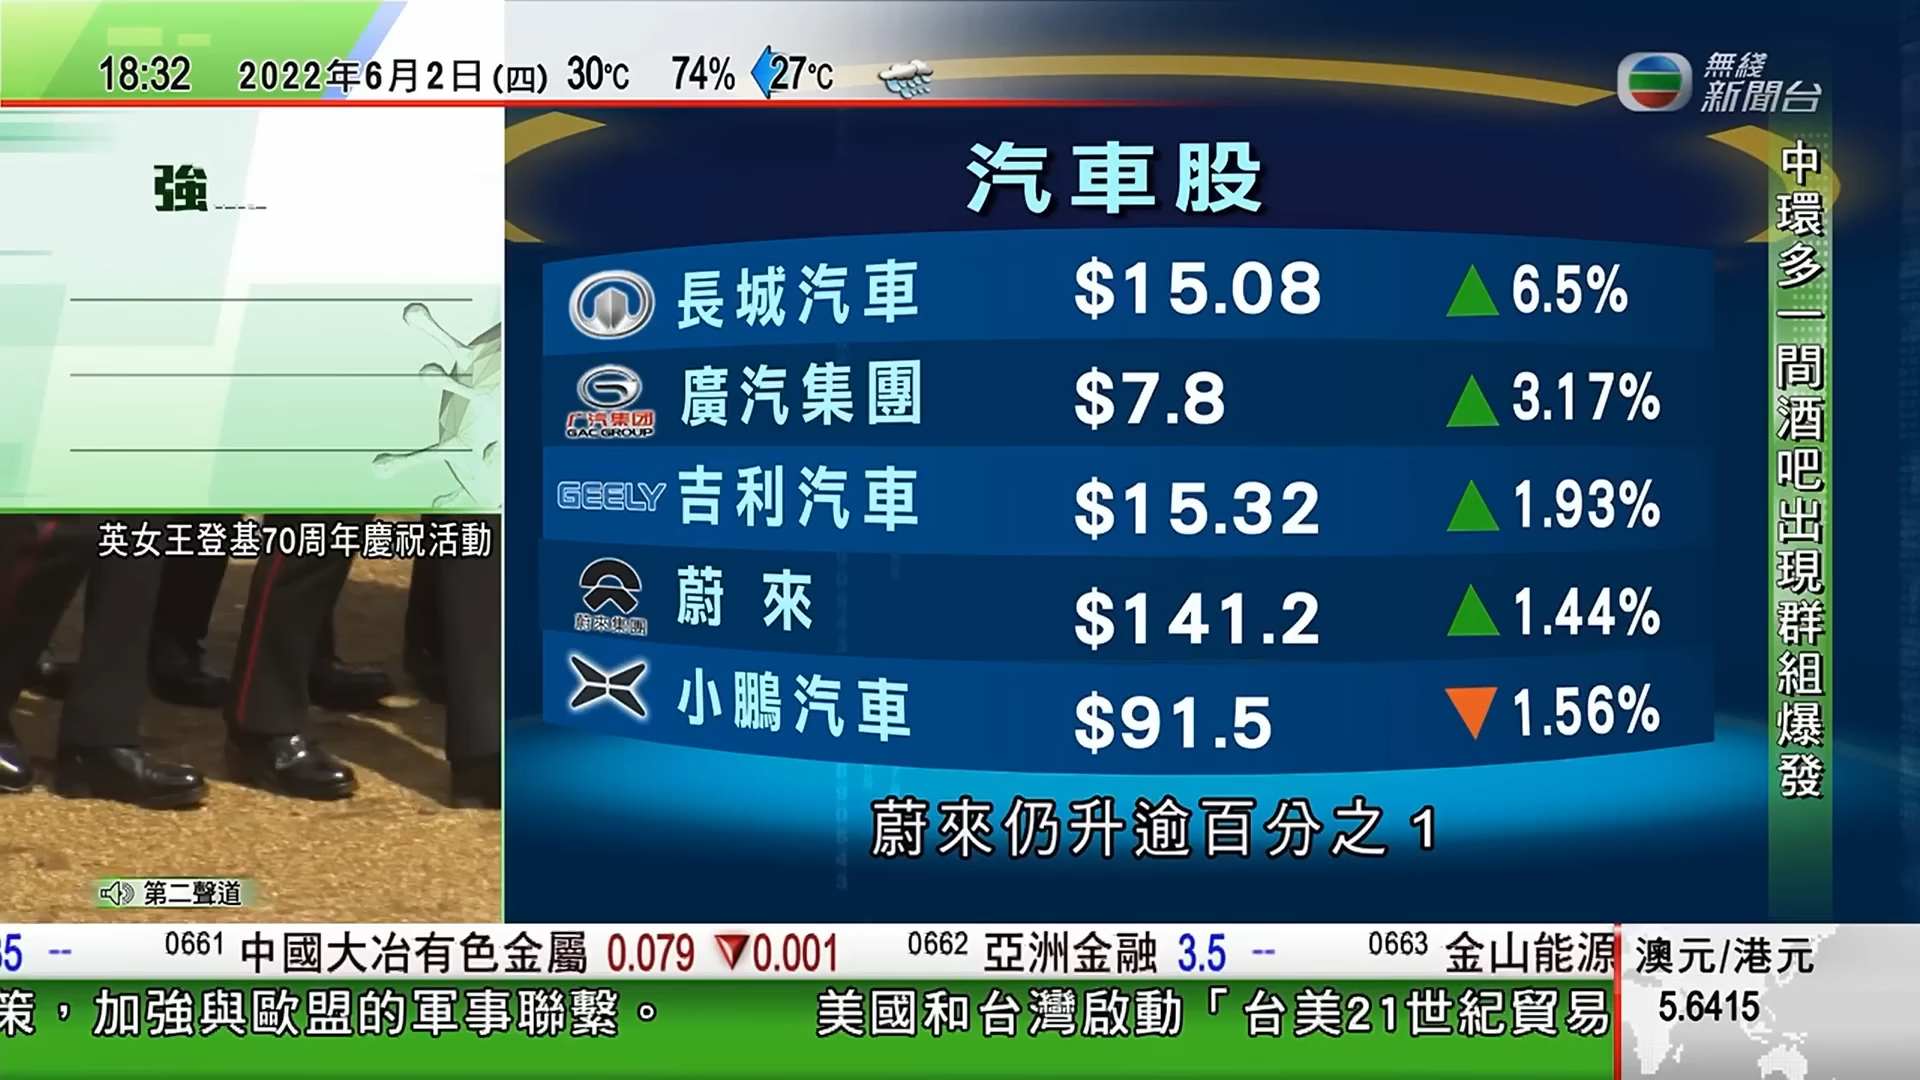 18:32 2022年6月2日(四) 30℃ 74% 27℃
無綫
新聞台
強
英女王登基70周年慶祝活動
第二聲道
汽車股
長城汽車 $15.08 ▲ 6.5%
广汽集团
GAC GROUP
廣汽集團 $7.8 ▲ 3.17%
GEELY 吉利汽車 $15.32 ▲ 1.93%
蔚來集團
蔚來 $141.2 ▲ 1.44%
小鵬汽車 $91.5 ▼ 1.56%
蔚來仍升逾百分之1
中環多一間酒吧出現群組爆發
35 -- 0661 中國大冶有色金屬 0.079 ▼0.001 0662 亞洲金融 3.5 -- 0663 金山能源
策，加強與歐盟的軍事聯繫。 美國和台灣啟動「台美21世紀貿易
澳元/港元
5.6415